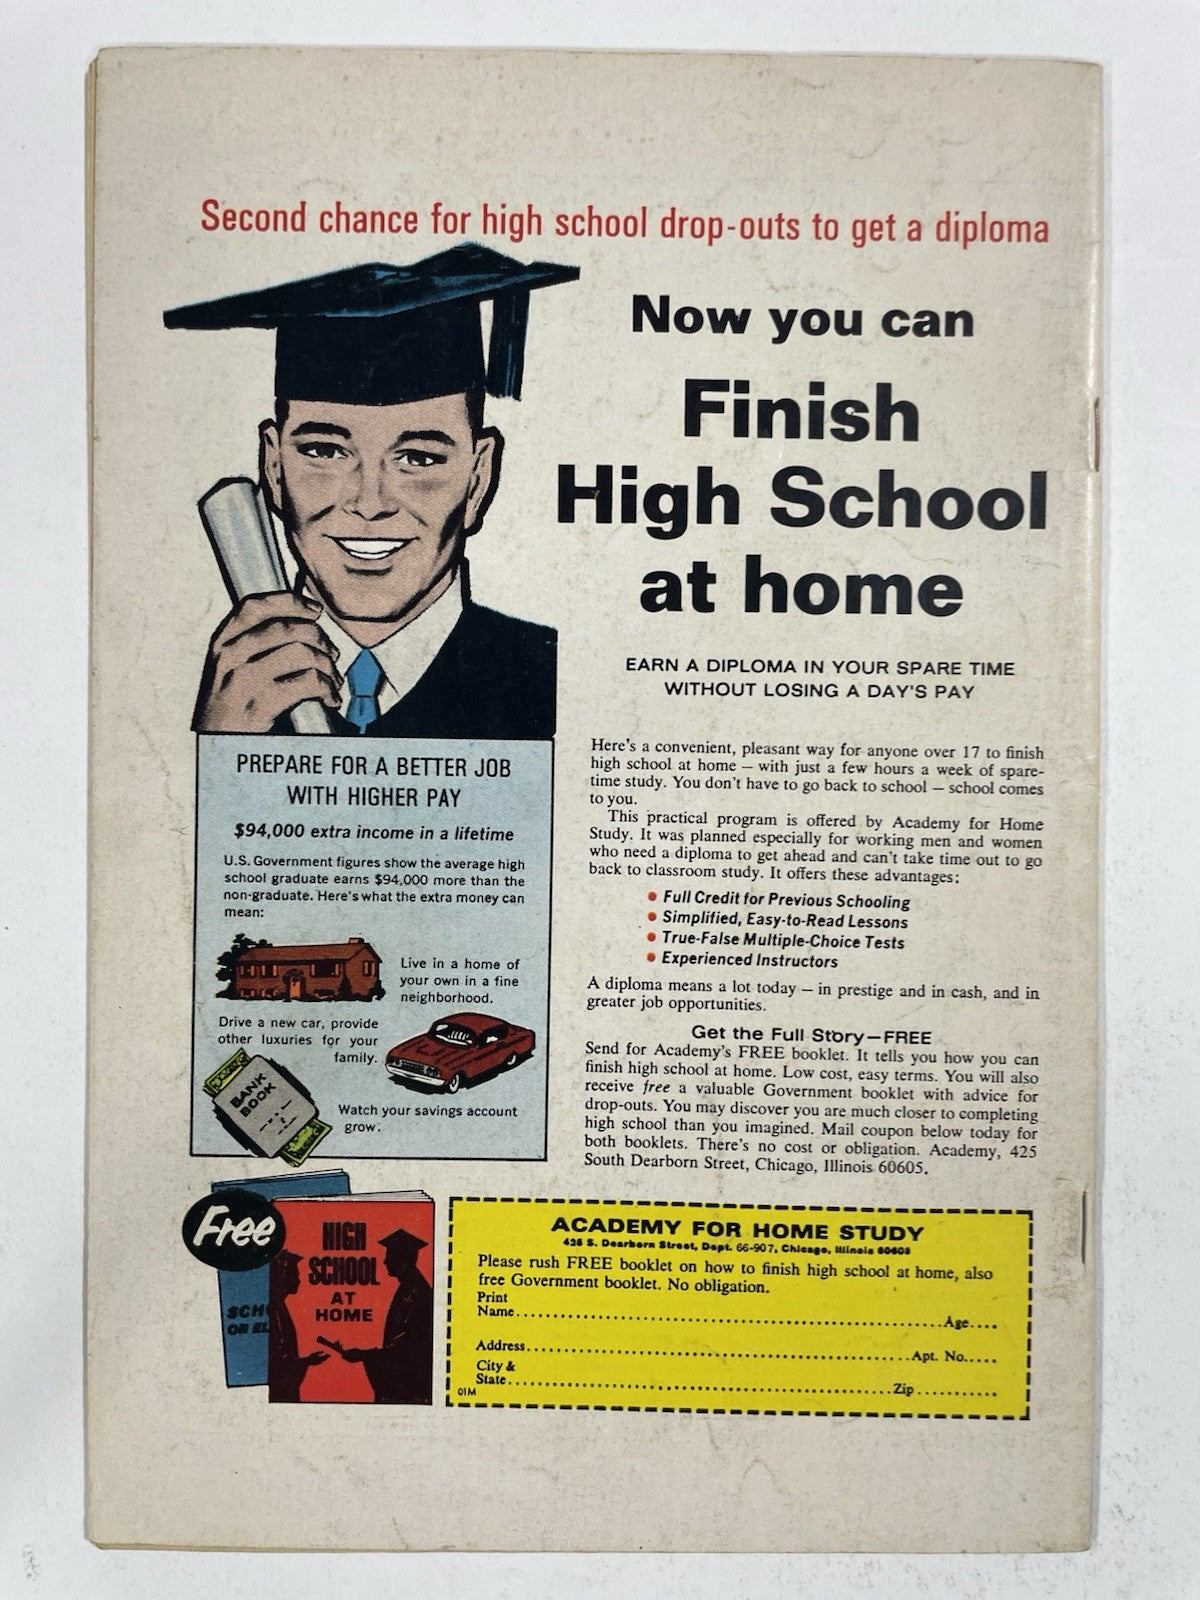 Second chance for high school drop-outs to get a diploma
Now you can
Finish
High School
at home
EARN A DIPLOMA IN YOUR SPARE TIME
WITHOUT LOSING A DAY'S PAY
PREPARE FOR A BETTER JOB
WITH HIGHER PAY
$94,000 extra income in a lifetime
U.S. Government figures show the average high
school graduate earns $94,000 more than the
non-graduate. Here's what the extra money can
mean:
Live in a home of
your own in a fine
neighborhood.
Drive a new car, provide
other luxuries for your
family.
BANK
BOOK
Watch your savings account
grow.
Here's a convenient, pleasant way for anyone over 17 to finish
high school at home — with just a few hours a week of spare-
time study. You don't have to go back to school — school comes
to you.
This practical program is offered by Academy for Home
Study. It was planned especially for working men and women
who need a diploma to get ahead and can't take time out to go
back to classroom study. It offers these advantages:
• Full Credit for Previous Schooling
• Simplified, Easy-to-Read Lessons
• True-False Multiple-Choice Tests
• Experienced Instructors
A diploma means a lot today — in prestige and in cash, and in
greater job opportunities.
Get the Full Story—FREE
Send for Academy's FREE booklet. It tells you how you can
finish high school at home. Low cost, easy terms. You will also
receive free a valuable Government booklet with advice for
drop-outs. You may discover you are much closer to completing
high school than you imagined. Mail coupon below today for
both booklets. There's no cost or obligation. Academy, 425
South Dearborn Street, Chicago, Illinois 60605.
Free
HIGH
SCHOOL
AT
HOME
SCH
OR EL
ACADEMY FOR HOME STUDY
425 S. Dearborn Street, Dept. 66-907, Chicago, Illinois 60605
Please rush FREE booklet on how to finish high school at home, also
free Government booklet. No obligation.
Print
Name.....Age....
Address.....Apt. No.....
City &
State.....Zip.....
01M